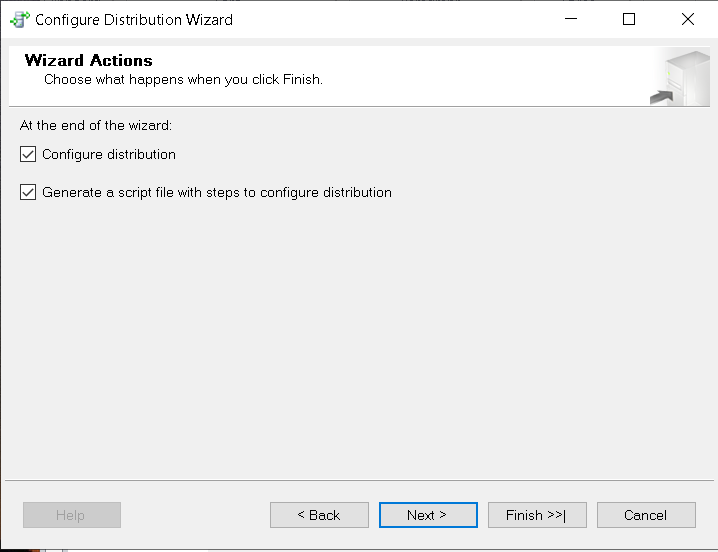 Configure Distribution Wizard
Wizard Actions
Choose what happens when you click Finish.
At the end of the wizard:
Configure distribution
Generate a script file with steps to configure distribution
Help
< Back
Next >
Finish >>|
Cancel